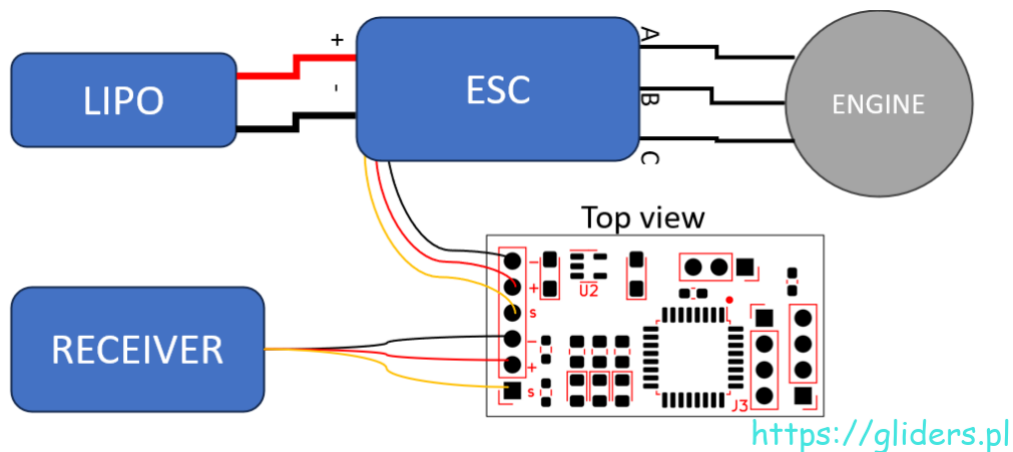 +
-
LIPO
ESC
A
B
C
ENGINE
Top view
RECEIVER
-
+
s
-
+
s
U2
J3
https://gliders.pl